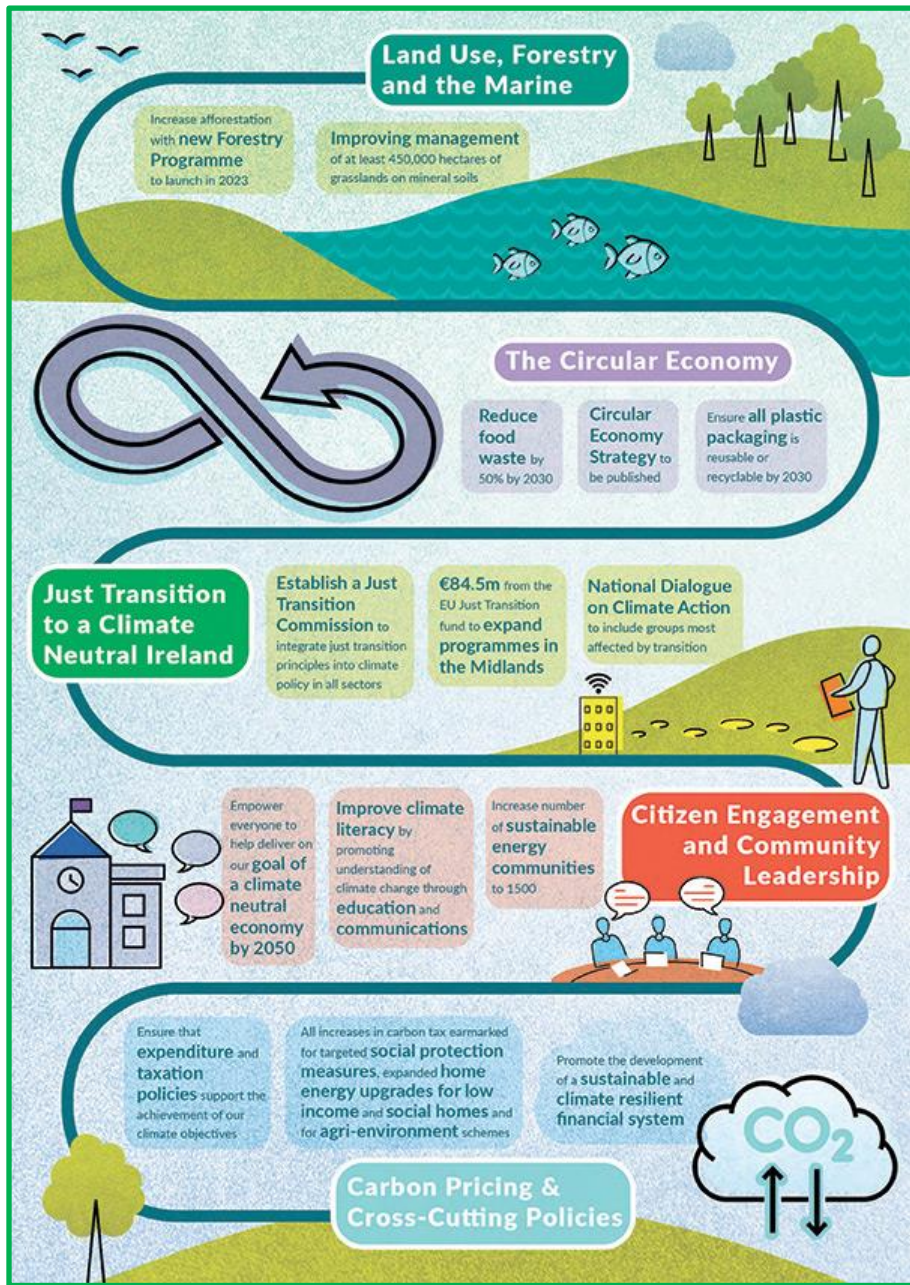 Land Use, Forestry
and the Marine
Increase afforestation
with new Forestry
Programme
to launch in 2023
Improving management
of at least 450,000 hectares of
grasslands on mineral soils
The Circular Economy
Reduce
food
waste by
50% by 2030
Circular
Economy
Strategy to
be published
Ensure all plastic
packaging is
reusable or
recyclable by 2030
Just Transition
to a Climate
Neutral Ireland
Establish a Just
Transition
Commission to
integrate just transition
principles into climate
policy in all sectors
€84.5m from the
EU Just Transition
fund to expand
programmes in
the Midlands
National Dialogue
on Climate Action
to include groups most
affected by transition
Empower
everyone to
help deliver on
our goal of
a climate
neutral
economy
by 2050
Improve climate
literacy by
promoting
understanding of
climate change through
education and
communications
Increase number
of sustainable
energy
communities
to 1500
Citizen Engagement
and Community
Leadership
Ensure that
expenditure and
taxation
policies support the
achievement of our
climate objectives
All increases in carbon tax earmarked
for targeted social protection
measures, expanded home
energy upgrades for low
income and social homes and
for agri-environment schemes
Promote the development
of a sustainable and
climate resilient
financial system
CO₂
Carbon Pricing &
Cross-Cutting Policies